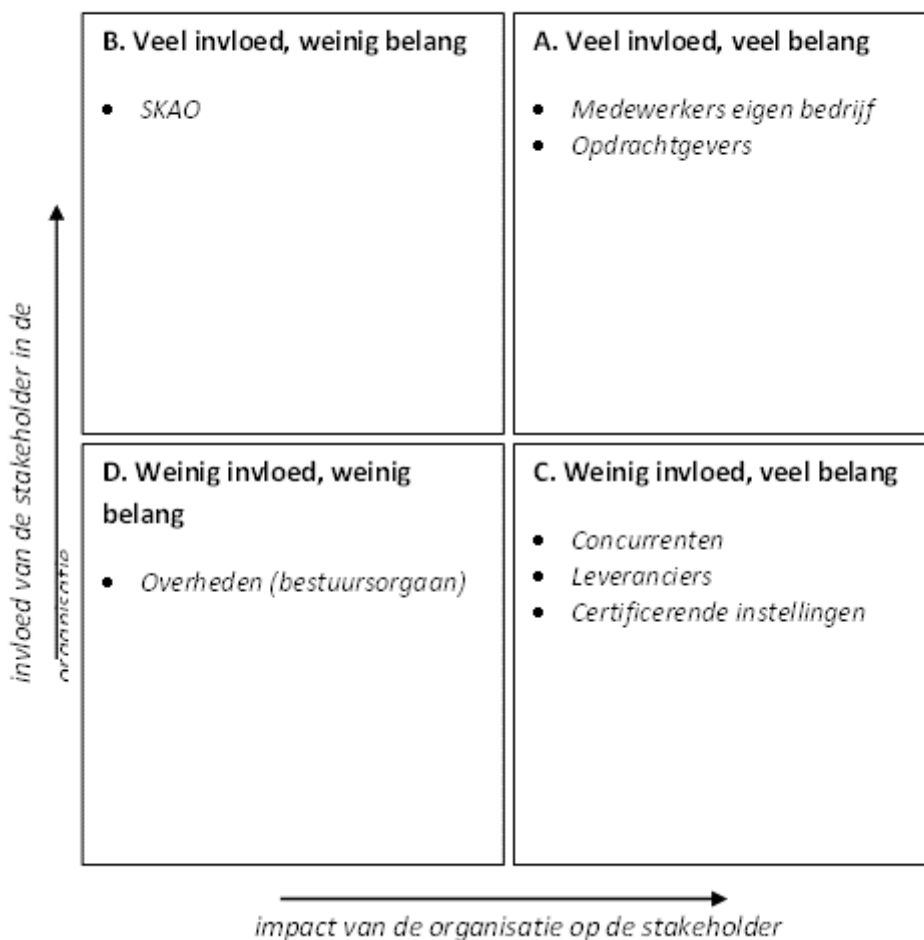 B. Veel invloed, weinig belang
• SKAO
A. Veel invloed, veel belang
• Medewerkers eigen bedrijf
• Opdrachtgevers
invloed van de stakeholder in de
organisatie
D. Weinig invloed, weinig
belang
• Overheden (bestuursorgaan)
C. Weinig invloed, veel belang
• Concurrenten
• Leveranciers
• Certificerende instellingen
impact van de organisatie op de stakeholder